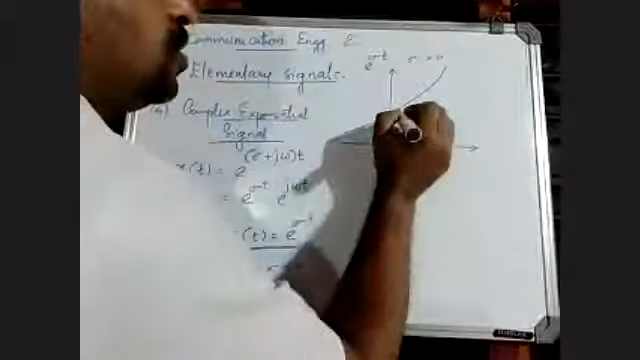 Communication Engg E
Elementary signals.
(4) Complex Exponential
Signal
x(t) = e^(σ+jω)t
= e^σt e^jωt
(t) = e^σt
e^σt